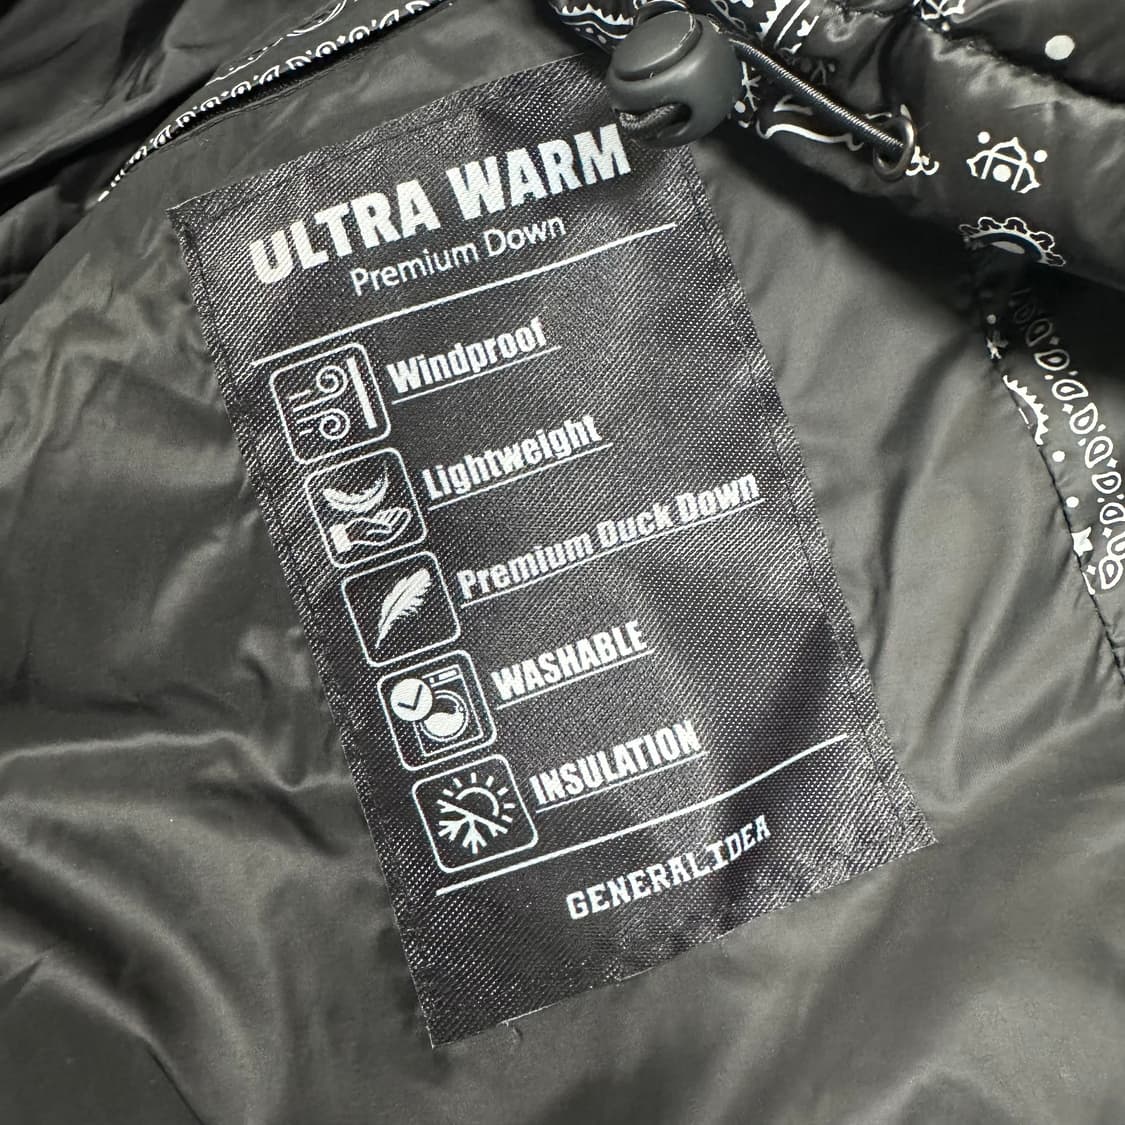 ULTRA WARM
Premium Down
Windproof
Lightweight
Premium Duck Down
WASHABLE
INSULATION
GENERALIDEA